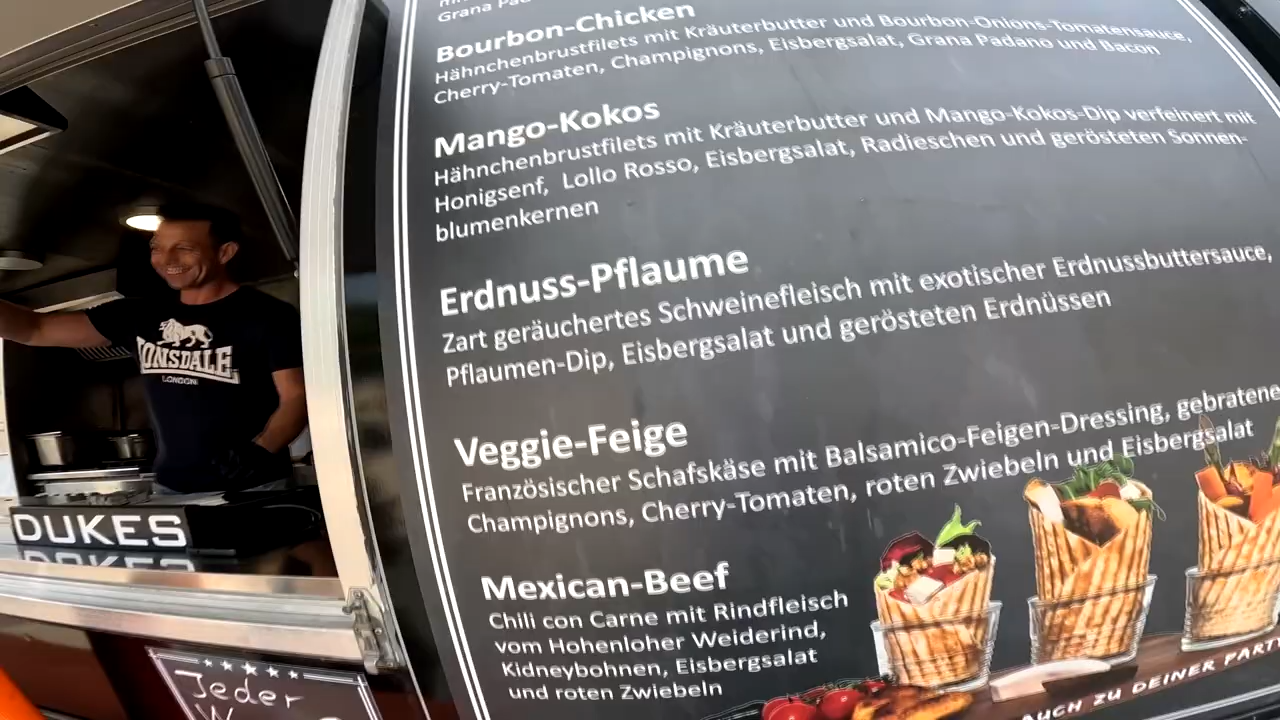 Grana Pad
Bourbon-Chicken
Hähnchenbrustfilets mit Kräuterbutter und Bourbon-Onions-Tomatensauce,
Cherry-Tomaten, Champignons, Eisbergsalat, Grana Padano und Bacon
Mango-Kokos
Hähnchenbrustfilets mit Kräuterbutter und Mango-Kokos-Dip verfeinert mit
Honigsenf, Lollo Rosso, Eisbergsalat, Radieschen und gerösteten Sonnen-
blumenkernen
Erdnuss-Pflaume
Zart geräuchertes Schweinefleisch mit exotischer Erdnussbuttersauce,
Pflaumen-Dip, Eisbergsalat und gerösteten Erdnüssen
Veggie-Feige
Französischer Schafskäse mit Balsamico-Feigen-Dressing, gebratene
Champignons, Cherry-Tomaten, roten Zwiebeln und Eisbergsalat
Mexican-Beef
Chili con Carne mit Rindfleisch
vom Hohenloher Weiderind,
Kidneybohnen, Eisbergsalat
und roten Zwiebeln
AUCH ZU DEINER PARTY
LONSDALE
LONDON
DUKES
Jeder